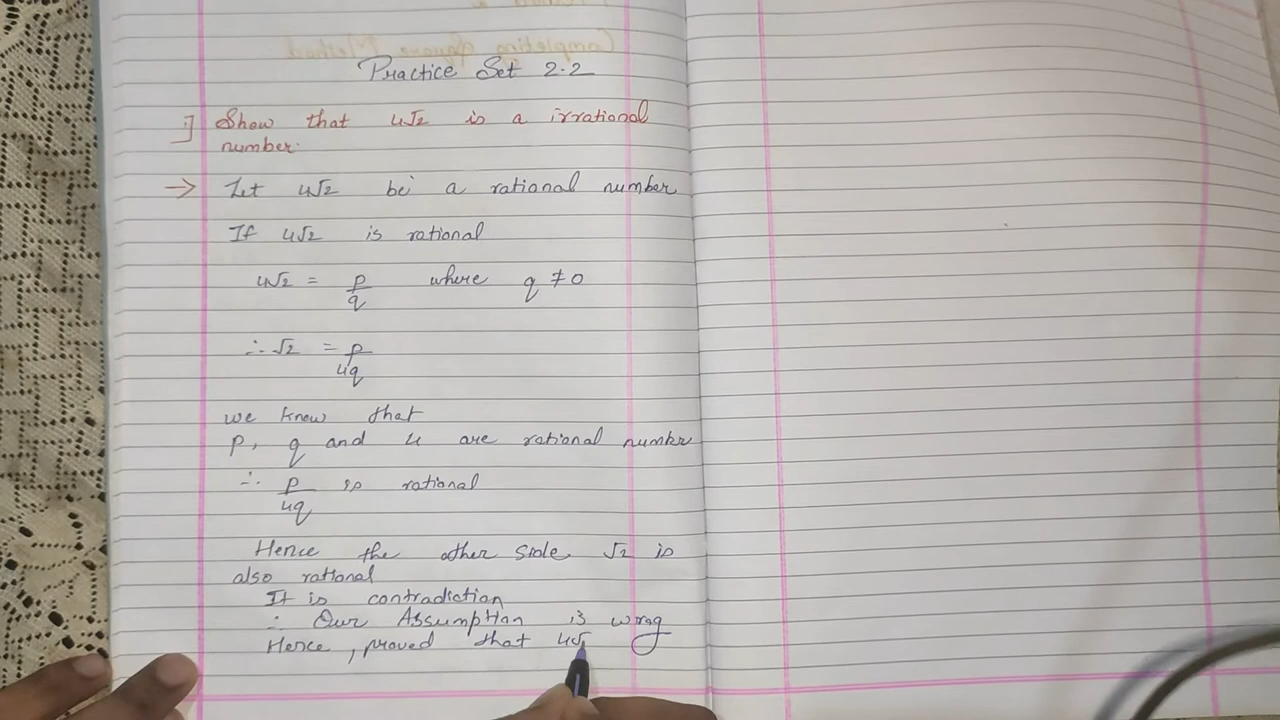 Practice Set 2.2
1] Show that 4√2 is a irrational
number.
→ Let 4√2 be a rational number
If 4√2 is rational
4√2 = p/q where q ≠ 0
∴ √2 = p/4q
we know that
p, q and 4 are rational number
∴ p/4q is rational
Hence the other side √2 is
also rational
It is contradiction
∴ Our Assumption is wrong
Hence, proved that 4√